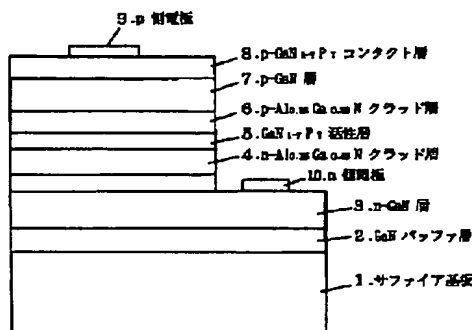 9.p 側電極
8.p-GaN₁₋ᵧPᵧ コンタクト層
7.p-GaN 層
6.p-Al₀.₁₅Ga₀.₈₅N クラッド層
5.GaN₁₋ᵧPᵧ 活性層
4.n-Al₀.₁₅Ga₀.₈₅N クラッド層
10.n 側電極
3.n-GaN 層
2.GaN バッファ層
1.サファイア基板